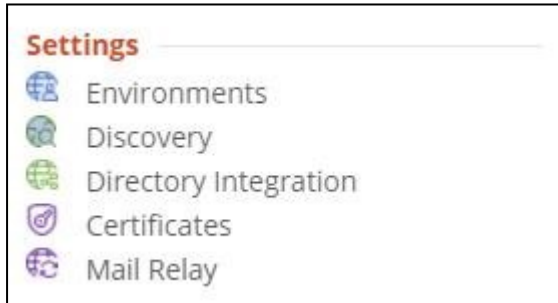 Settings
Environments
Discovery
Directory Integration
Certificates
Mail Relay